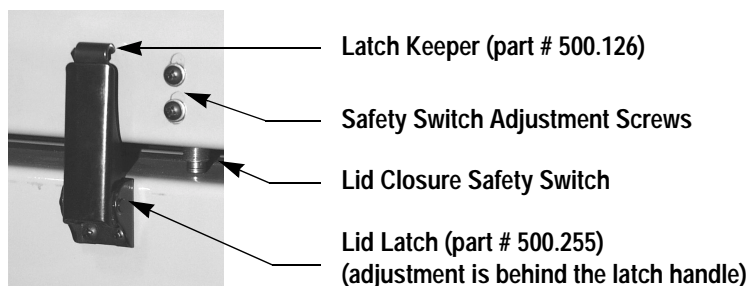 Latch Keeper (part # 500.126)
Safety Switch Adjustment Screws
Lid Closure Safety Switch
Lid Latch (part # 500.255)
(adjustment is behind the latch handle)